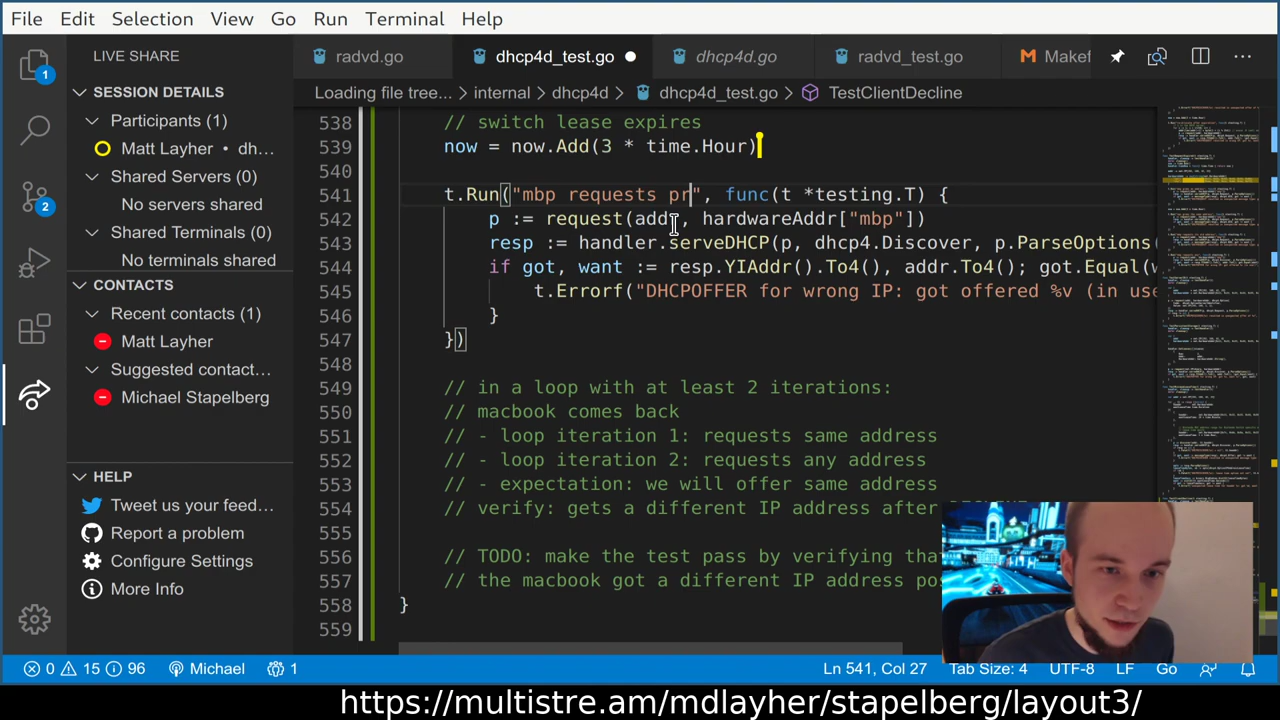 File Edit Selection View Go Run Terminal Help
1
2
LIVE SHARE
SESSION DETAILS
Participants (1)
Matt Layher • dh...
Shared Servers (0)
No servers shared
Shared Terminals (0)
No terminals shared
CONTACTS
Recent contacts (1)
Matt Layher
Suggested contact...
Michael Stapelberg
HELP
Tweet us your feed...
Report a problem
Configure Settings
More Info
radvd.go dhcp4d_test.go dhcp4d.go radvd_test.go Makef
Loading file tree... > internal > dhcp4d > dhcp4d_test.go > TestClientDecline
538 // switch lease expires
539 now = now.Add(3 * time.Hour)
540
541 t.Run("mbp requests pr", func(t *testing.T) {
542 p := request(addr, hardwareAddr["mbp"])
543 resp := handler.serveDHCP(p, dhcp4.Discover, p.ParseOptions(
544 if got, want := resp.YIAddr().To4(), addr.To4(); got.Equal(w
545 t.Errorf("DHCPOFFER for wrong IP: got offered %v (in use
546 }
547 })
548
549 // in a loop with at least 2 iterations:
550 // macbook comes back
551 // - loop iteration 1: requests same address
552 // - loop iteration 2: requests any address
553 // - expectation: we will offer same address
554 // verify: gets a different IP address after
555
556 // TODO: make the test pass by verifying tha
557 // the macbook got a different IP address po
558 }
559
0 15 96 Michael 1 Ln 541, Col 27 Tab Size: 4 UTF-8 LF Go
https://multistre.am/mdlayher/stapelberg/layout3/